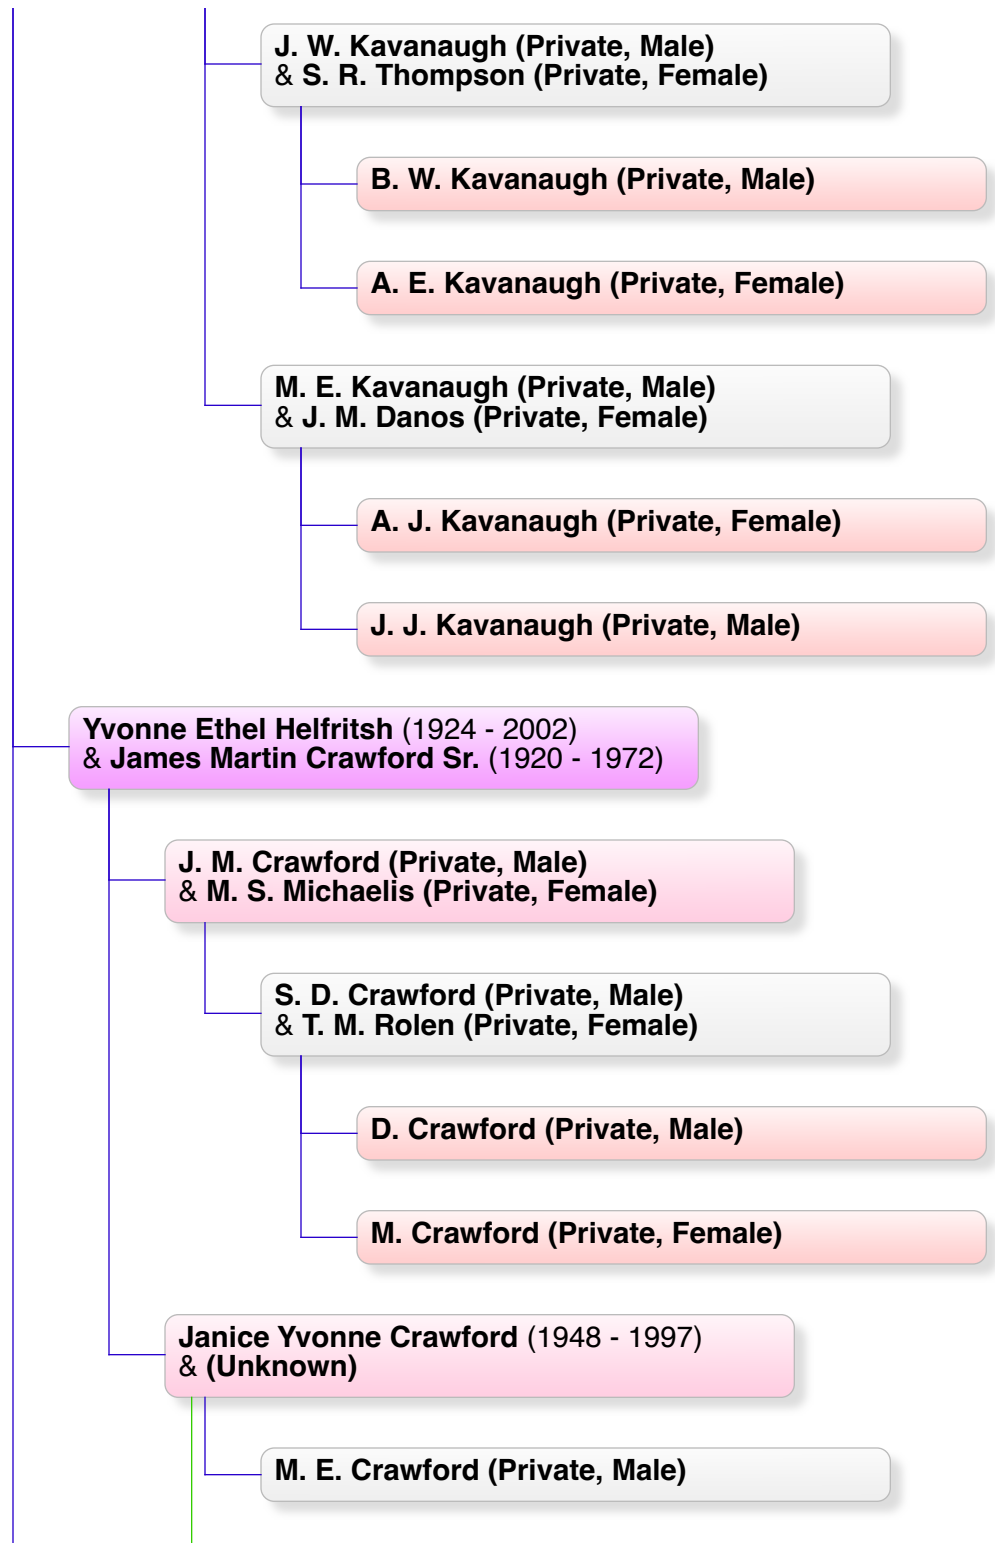 J. W. Kavanaugh (Private, Male)
& S. R. Thompson (Private, Female)
B. W. Kavanaugh (Private, Male)
A. E. Kavanaugh (Private, Female)
M. E. Kavanaugh (Private, Male)
& J. M. Danos (Private, Female)
A. J. Kavanaugh (Private, Female)
J. J. Kavanaugh (Private, Male)
Yvonne Ethel Helfritsh (1924 - 2002)
& James Martin Crawford Sr. (1920 - 1972)
J. M. Crawford (Private, Male)
& M. S. Michaelis (Private, Female)
S. D. Crawford (Private, Male)
& T. M. Rolen (Private, Female)
D. Crawford (Private, Male)
M. Crawford (Private, Female)
Janice Yvonne Crawford (1948 - 1997)
& (Unknown)
M. E. Crawford (Private, Male)